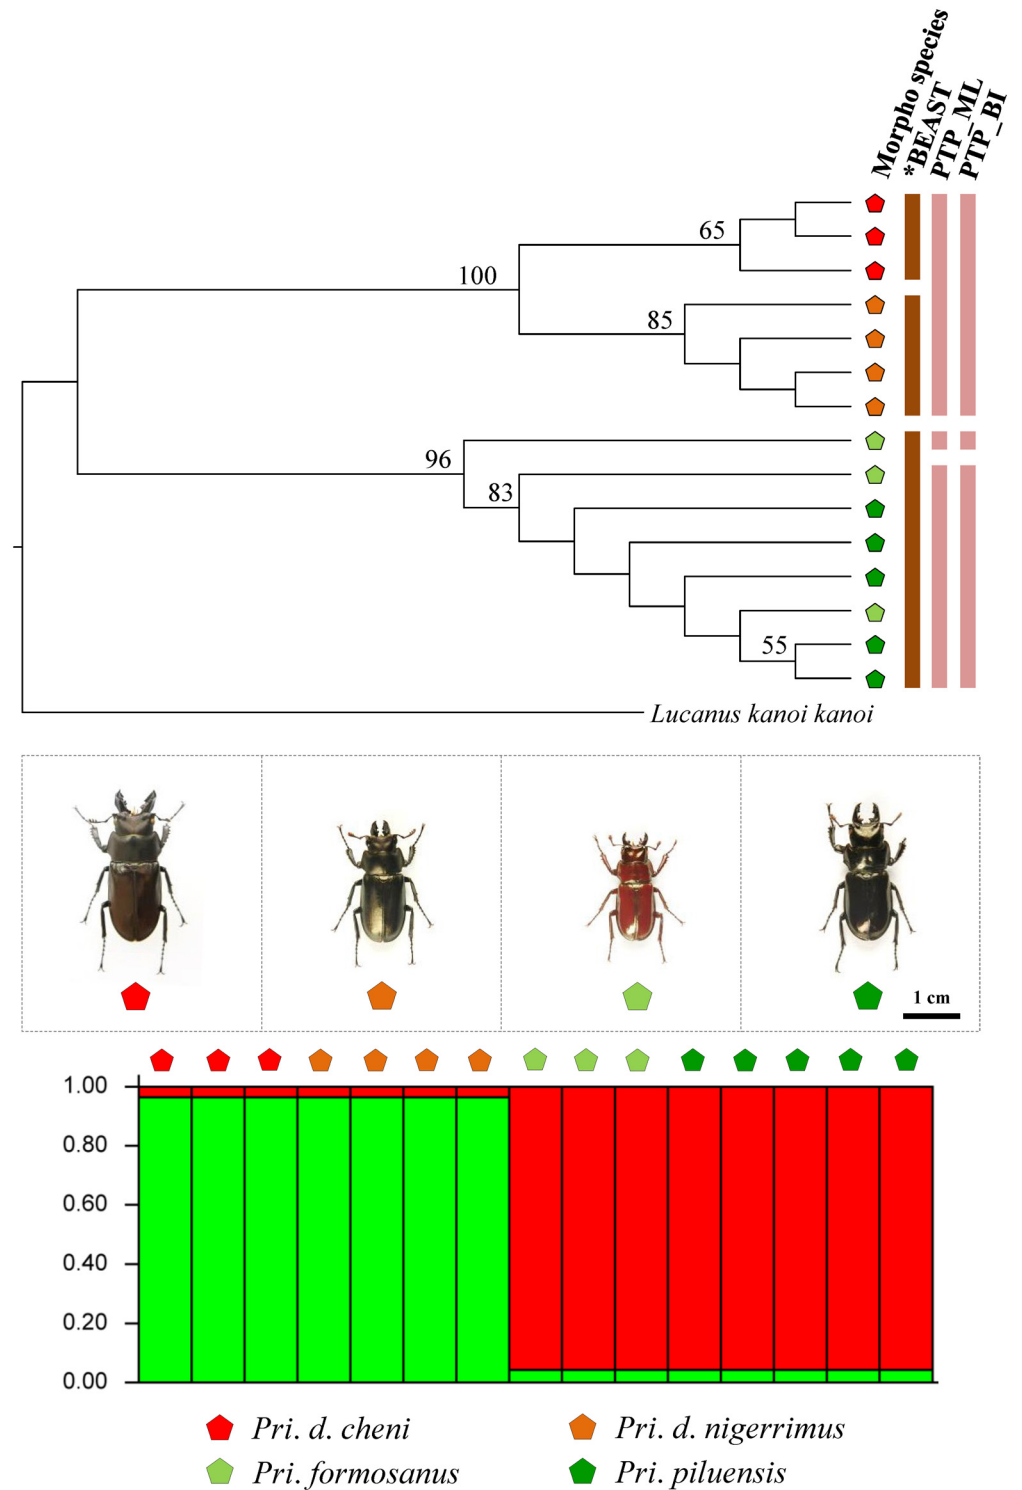 Morpho species
*BEAST
PTP_ML
PTP_BI
65
100
85
96
83
55
Lucanus kanoi kanoi
1 cm
1.00
0.80
0.60
0.40
0.20
0.00
Pri. d. cheni
Pri. d. nigerrimus
Pri. formosanus
Pri. piluensis